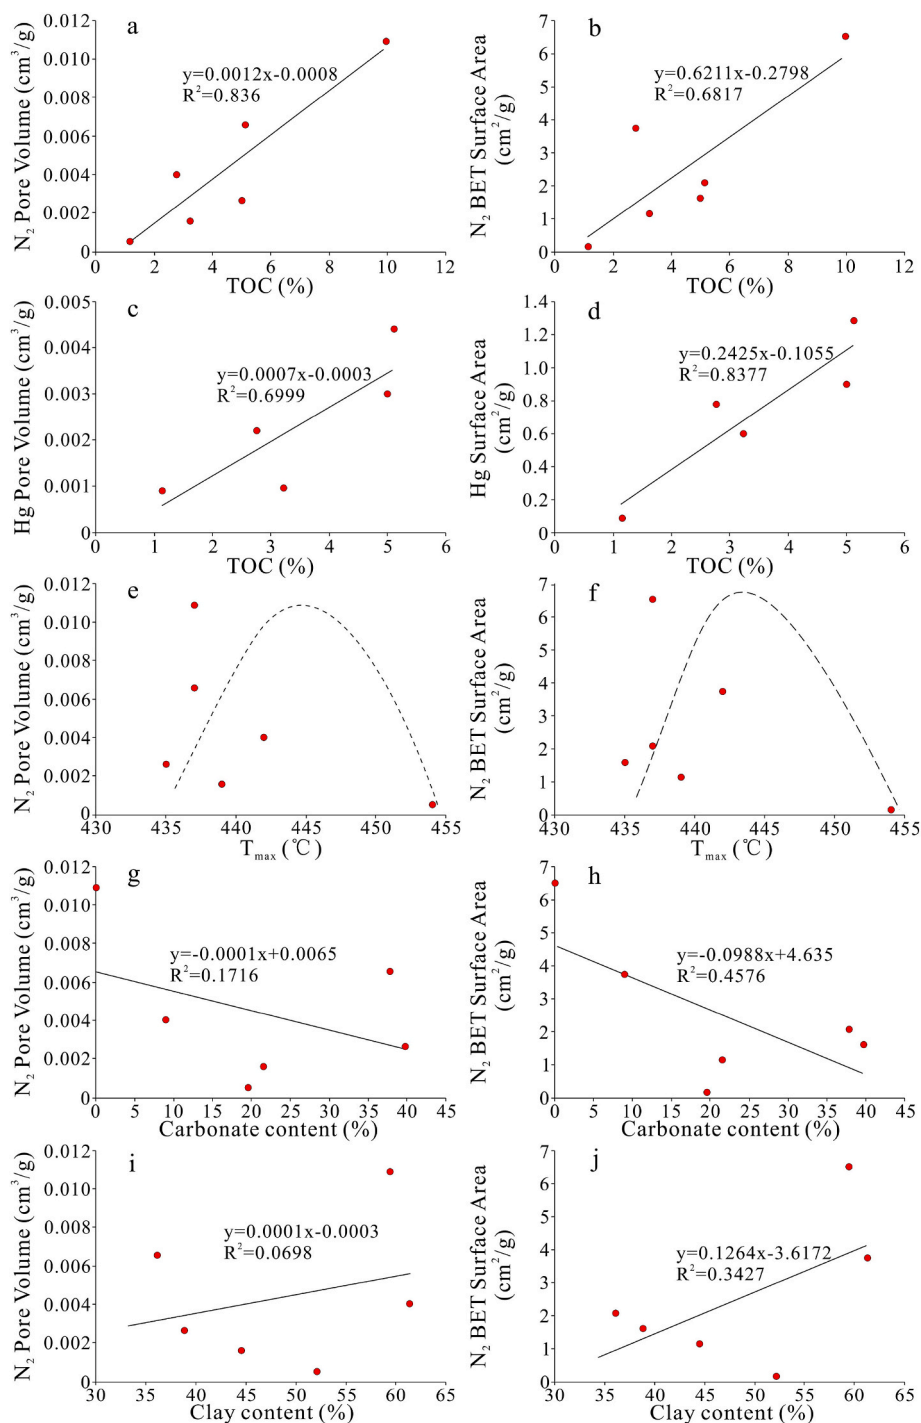 a
N₂ Pore Volume (cm³/g)
0.012
0.010
0.008
0.006
0.004
0.002
0
y=0.0012x-0.0008
R²=0.836
0 2 4 6 8 10 12
TOC (%)
b
N₂ BET Surface Area
(cm²/g)
7
6
5
4
3
2
1
0
y=0.6211x-0.2798
R²=0.6817
0 2 4 6 8 10 12
TOC (%)
c
Hg Pore Volume (cm³/g)
0.005
0.004
0.003
0.002
0.001
0
y=0.0007x-0.0003
R²=0.6999
0 1 2 3 4 5 6
TOC (%)
d
Hg Surface Area
(cm²/g)
1.4
1.2
1.0
0.8
0.6
0.4
0.2
0
y=0.2425x-0.1055
R²=0.8377
0 1 2 3 4 5 6
TOC (%)
e
N₂ Pore Volume (cm³/g)
0.012
0.010
0.008
0.006
0.004
0.002
0
430 435 440 445 450 455
Tmax (℃)
f
N₂ BET Surface Area
(cm²/g)
7
6
5
4
3
2
1
0
430 435 440 445 450 455
Tmax (℃)
g
N₂ Pore Volume (cm³/g)
0.012
0.010
0.008
0.006
0.004
0.002
0
y=-0.0001x+0.0065
R²=0.1716
0 5 10 15 20 25 30 35 40 45
Carbonate content (%)
h
N₂ BET Surface Area
(cm²/g)
7
6
5
4
3
2
1
0
y=-0.0988x+4.635
R²=0.4576
0 5 10 15 20 25 30 35 40 45
Carbonate content (%)
i
N₂ Pore Volume (cm³/g)
0.012
0.010
0.008
0.006
0.004
0.002
0
y=0.0001x-0.0003
R²=0.0698
30 35 40 45 50 55 60 65
Clay content (%)
j
N₂ BET Surface Area
(cm²/g)
7
6
5
4
3
2
1
0
y=0.1264x-3.6172
R²=0.3427
30 35 40 45 50 55 60 65
Clay content (%)